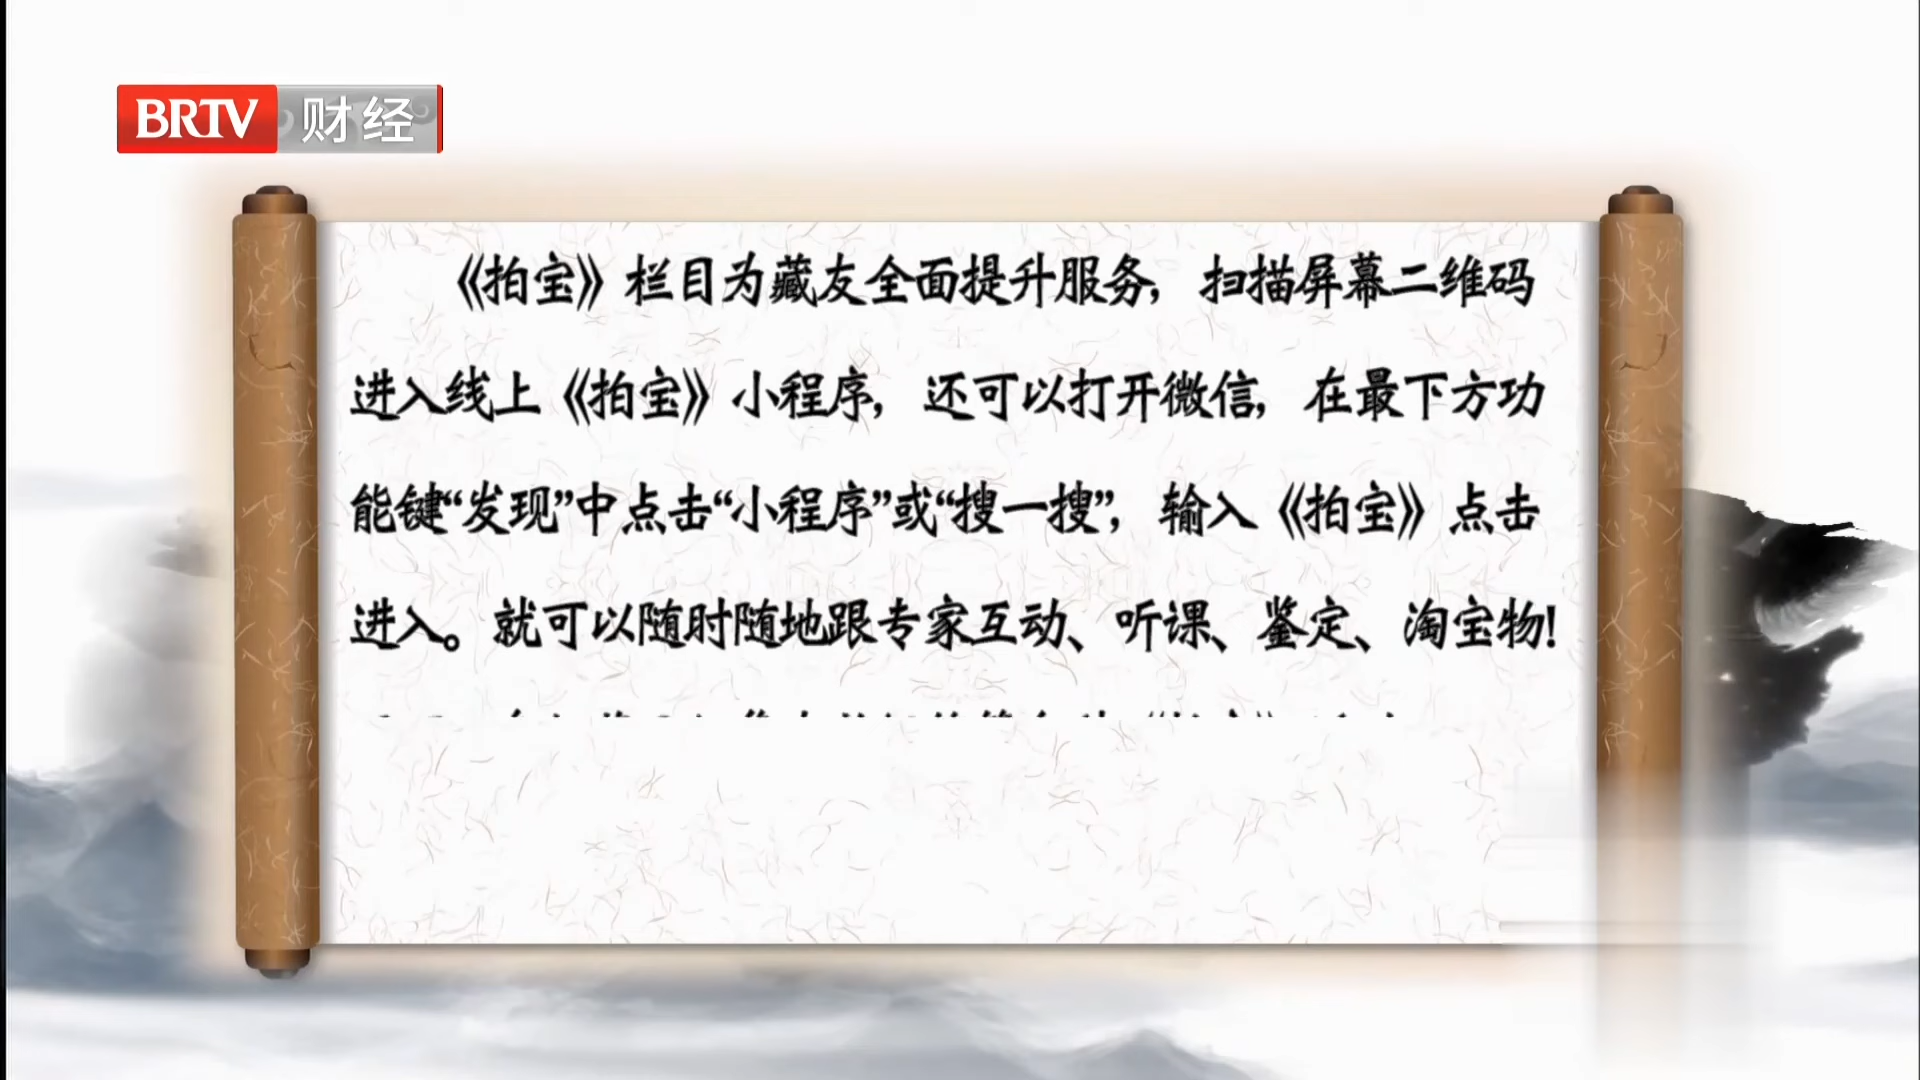 BRTV 财经
《拍宝》栏目为藏友全面提升服务，扫描屏幕二维码
进入线上《拍宝》小程序，还可以打开微信，在最下方功
能键“发现”中点击“小程序”或“搜一搜”，输入《拍宝》点击
进入。就可以随时随地跟专家互动、听课、鉴定、淘宝物！